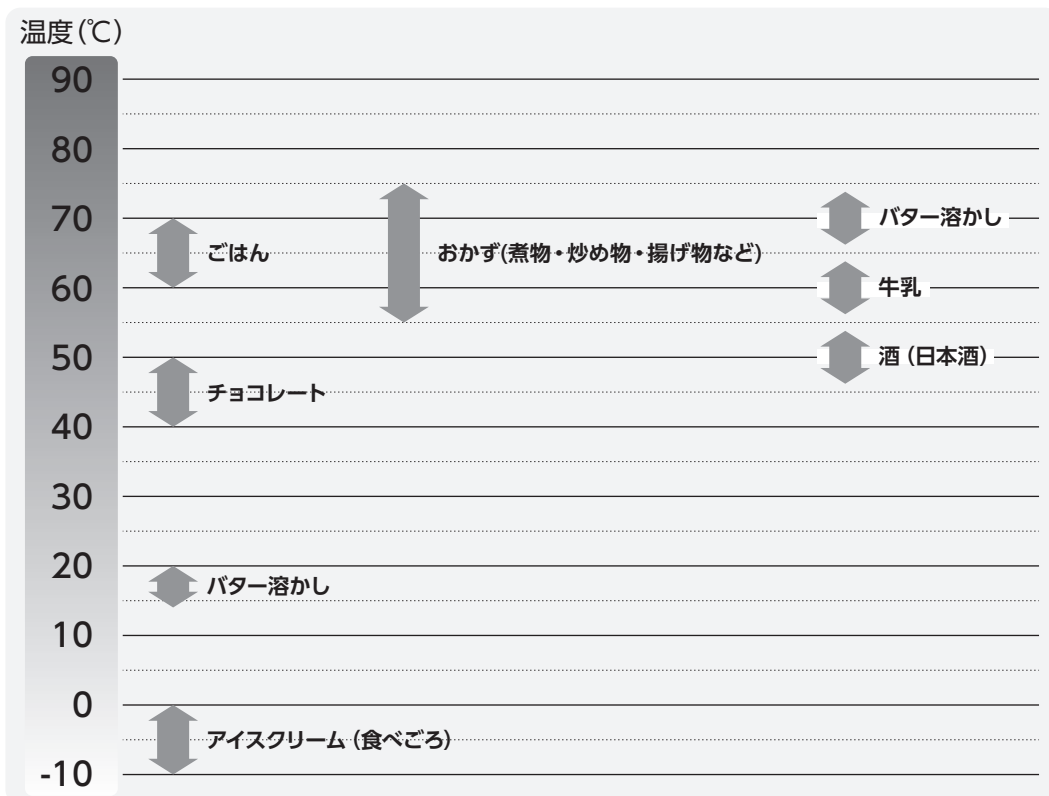 温度(℃)
90
80
70
60
50
40
30
20
10
0
-10
ごはん
おかず(煮物・炒め物・揚げ物など)
バター溶かし
牛乳
酒(日本酒)
チョコレート
バター溶かし
アイスクリーム(食べごろ)